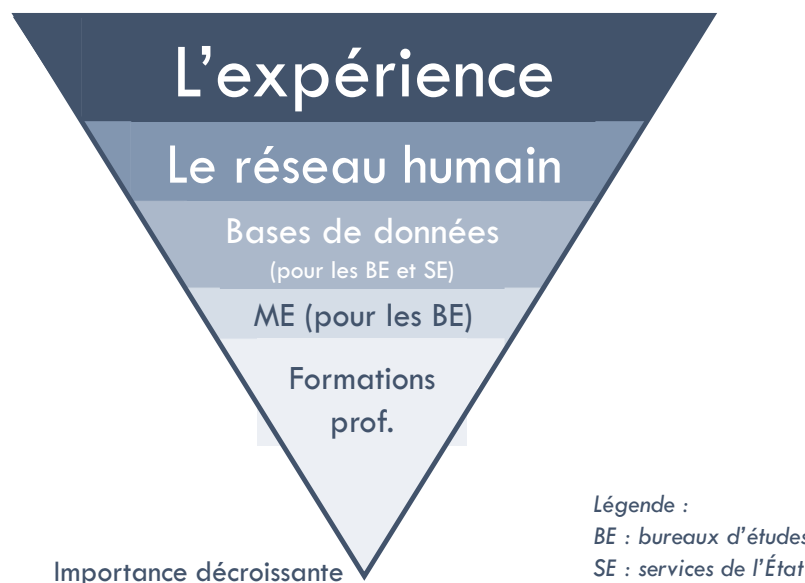 L'expérience
Le réseau humain
Bases de données
(pour les BE et SE)
ME (pour les BE)
Formations
prof.
Légende :
BE : bureaux d'études
SE : services de l'État
Importance décroissante